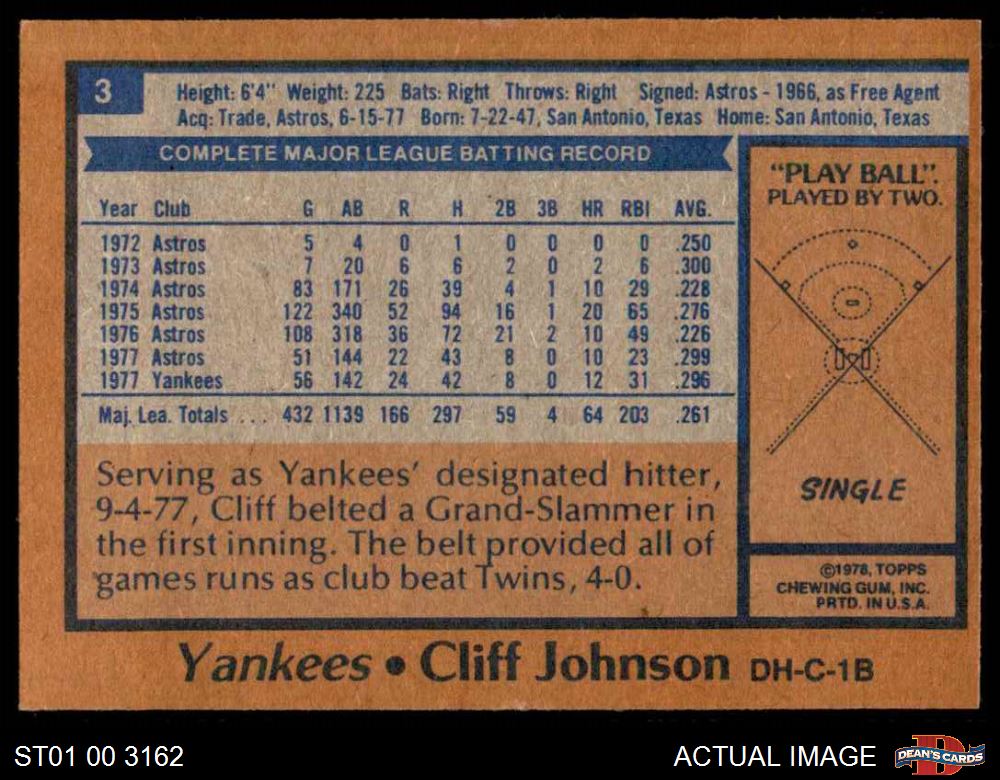 3
Height: 6'4" Weight: 225 Bats: Right Throws: Right Signed: Astros - 1966, as Free Agent
Acq: Trade, Astros, 6-15-77 Born: 7-22-47, San Antonio, Texas Home: San Antonio, Texas
COMPLETE MAJOR LEAGUE BATTING RECORD
Year Club G AB R H 2B 3B HR RBI AVG.
1972 Astros 5 4 0 1 0 0 0 0 .250
1973 Astros 7 20 6 6 2 0 2 6 .300
1974 Astros 83 171 26 39 4 1 10 29 .228
1975 Astros 122 340 52 94 16 1 20 65 .276
1976 Astros 108 318 36 72 21 2 10 49 .226
1977 Astros 51 144 22 43 8 0 10 23 .299
1977 Yankees 56 142 24 42 8 0 12 31 .296
Maj. Lea. Totals ... 432 1139 166 297 59 4 64 203 .261
Serving as Yankees' designated hitter,
9-4-77, Cliff belted a Grand-Slammer in
the first inning. The belt provided all of
games runs as club beat Twins, 4-0.
"PLAY BALL".
PLAYED BY TWO.
SINGLE
©1978, TOPPS
CHEWING GUM, INC.
PRTD. IN U.S.A.
Yankees • Cliff Johnson DH-C-1B
ST01 00 3162
ACTUAL IMAGE
D
DEAN'S CARDS